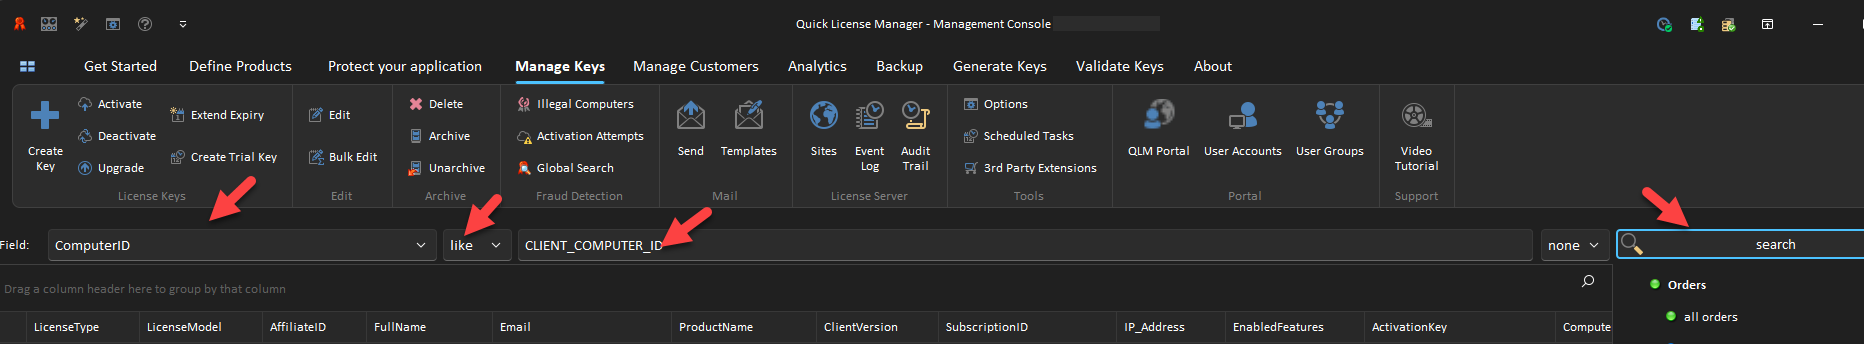 Quick License Manager - Management Console
Get Started Define Products Protect your application Manage Keys Manage Customers Analytics Backup Generate Keys Validate Keys About
Create Key
Activate
Deactivate
Upgrade
Extend Expiry
Create Trial Key
License Keys
Edit
Bulk Edit
Edit
Delete
Archive
Unarchive
Archive
Illegal Computers
Activation Attempts
Global Search
Fraud Detection
Send
Templates
Mail
Sites
Event Log
Audit Trail
License Server
Options
Scheduled Tasks
3rd Party Extensions
Tools
QLM Portal
User Accounts
User Groups
Portal
Video Tutorial
Support
Field: ComputerID like CLIENT_COMPUTER_ID none search
Drag a column header here to group by that column
Orders
all orders
LicenseType LicenseModel AffiliateID FullName Email ProductName ClientVersion SubscriptionID IP_Address EnabledFeatures ActivationKey Compute